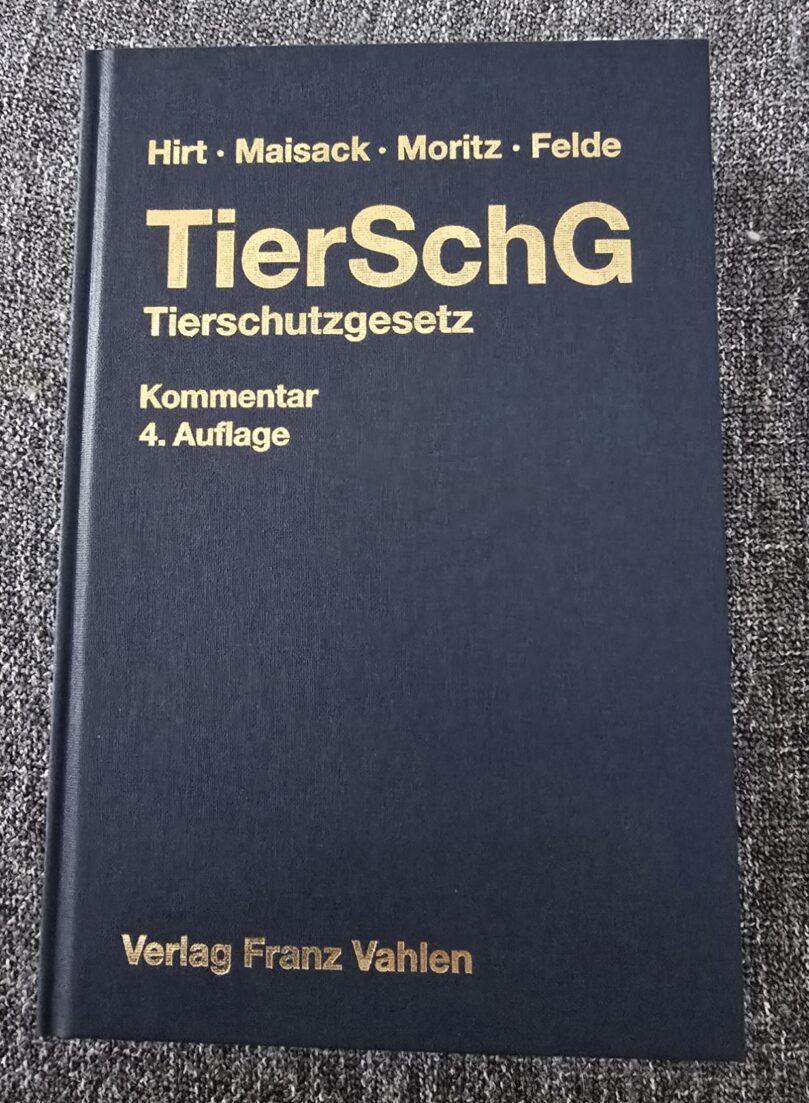 Hirt · Maisack · Moritz · Felde
TierSchG
Tierschutzgesetz
Kommentar
4. Auflage
Verlag Franz Vahlen